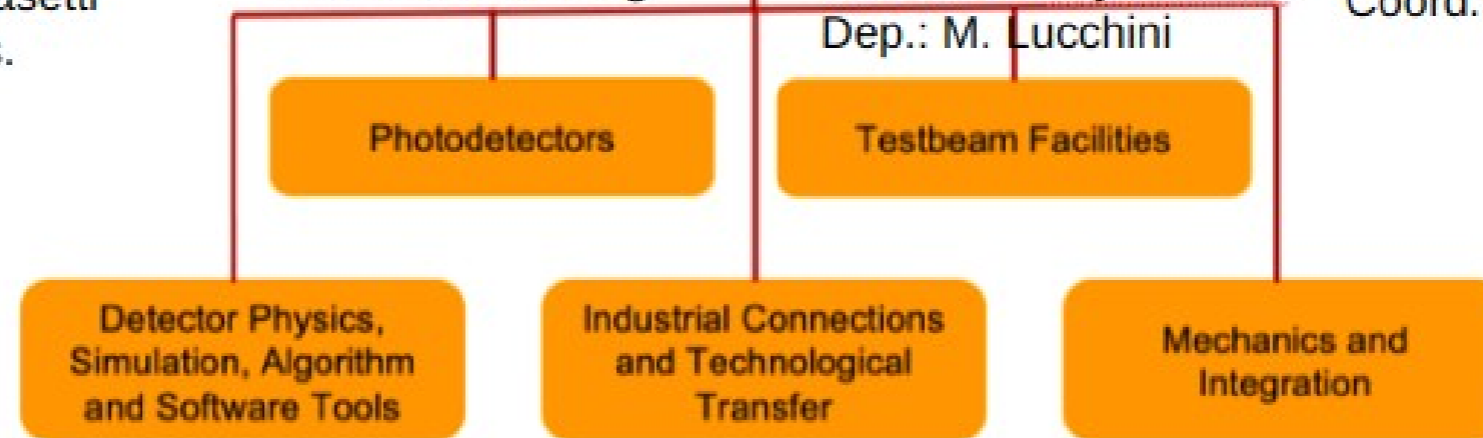 Coord.
s.
Dep.: M. Lucchini
Photodetectors
Testbeam Facilities
Detector Physics,
Simulation, Algorithm
and Software Tools
Industrial Connections
and Technological
Transfer
Mechanics and
Integration